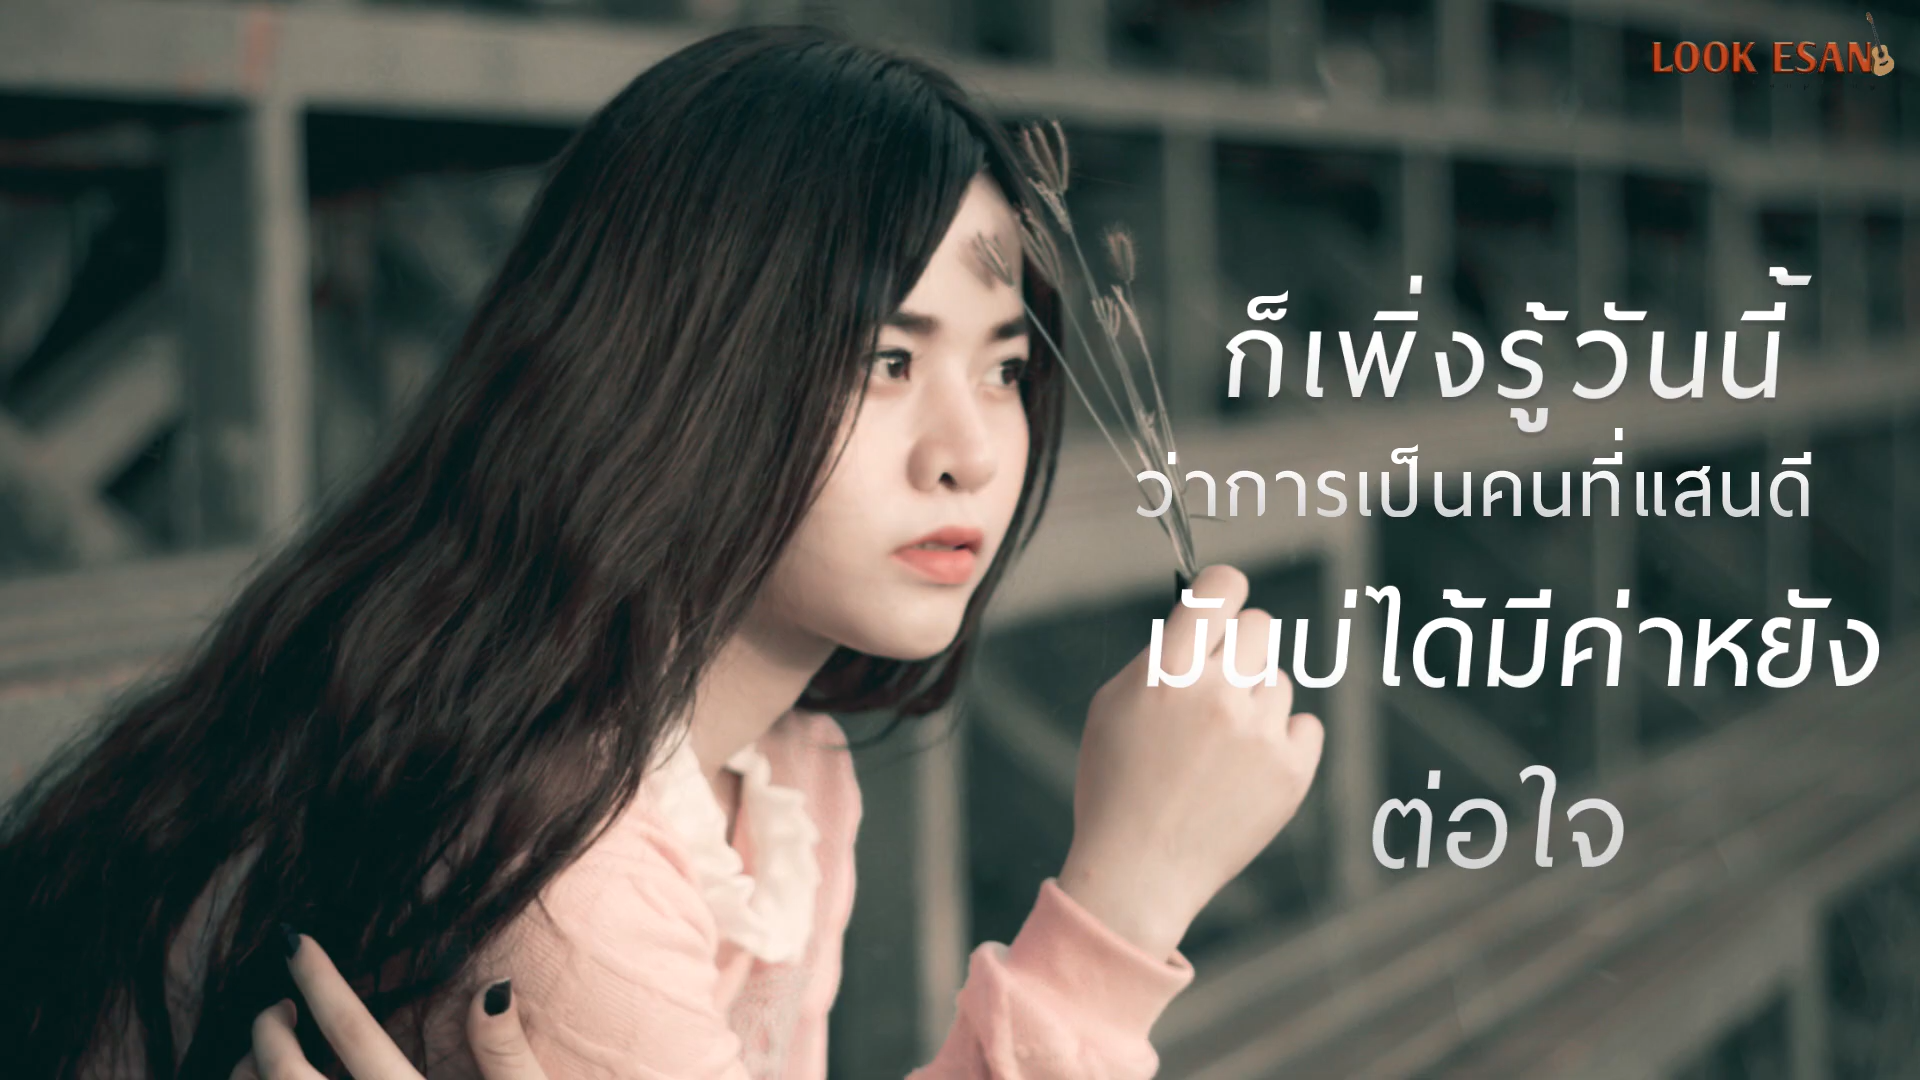 LOOK ESAN
ก็เพิ่งรู้วันนี้
ว่าการเป็นคนที่แสนดี
มันบ่ได้มีค่าหยัง
ต่อใจ